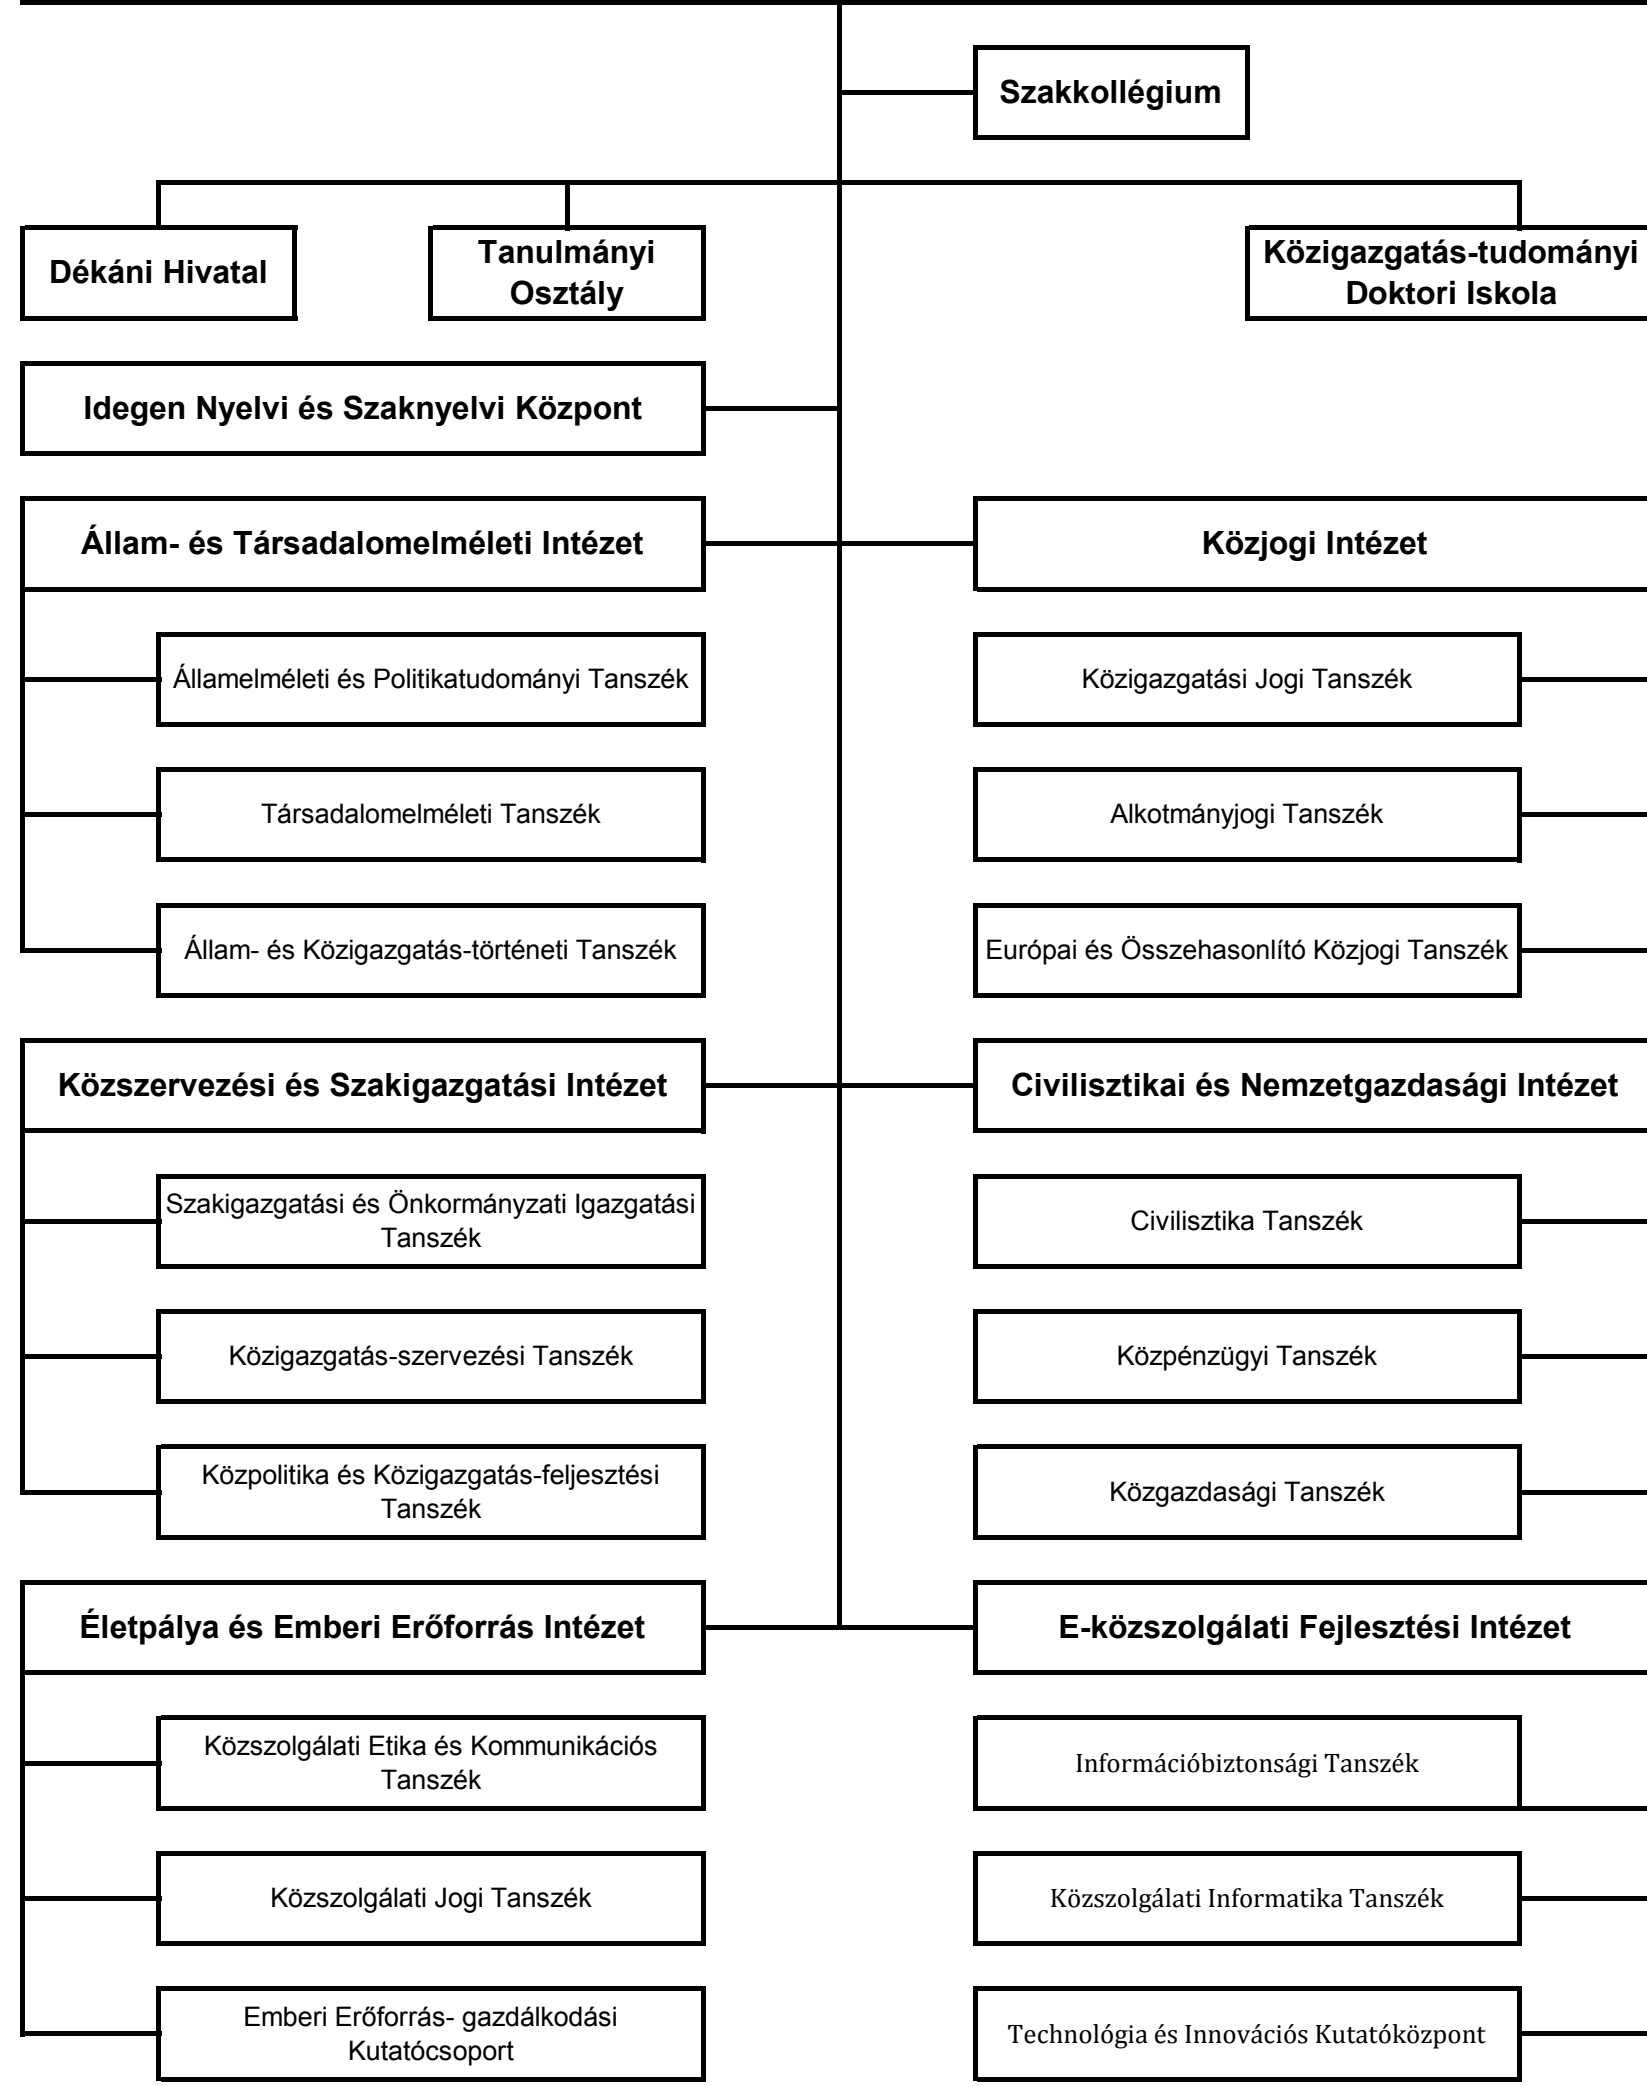 Szakkollégium
Dékáni Hivatal
Tanulmányi
Osztály
Közigazgatás-tudományi
Doktori Iskola
Idegen Nyelvi és Szaknyelvi Központ
Állam- és Társadalomelméleti Intézet
Közjogi Intézet
Államelméleti és Politikatudományi Tanszék
Közigazgatási Jogi Tanszék
Társadalomelméleti Tanszék
Alkotmányjogi Tanszék
Állam- és Közigazgatás-történeti Tanszék
Európai és Összehasonlító Közjogi Tanszék
Közszervezési és Szakigazgatási Intézet
Civilisztikai és Nemzetgazdasági Intézet
Szakigazgatási és Önkormányzati Igazgatási
Tanszék
Civilisztika Tanszék
Közigazgatás-szervezési Tanszék
Közpénzügyi Tanszék
Közpolitika és Közigazgatás-feljesztési
Tanszék
Közgazdasági Tanszék
Életpálya és Emberi Erőforrás Intézet
E-közszolgálati Fejlesztési Intézet
Közszolgálati Etika és Kommunikációs
Tanszék
Információbiztonsági Tanszék
Közszolgálati Jogi Tanszék
Közszolgálati Informatika Tanszék
Emberi Erőforrás- gazdálkodási
Kutatócsoport
Technológia és Innovációs Kutatóközpont